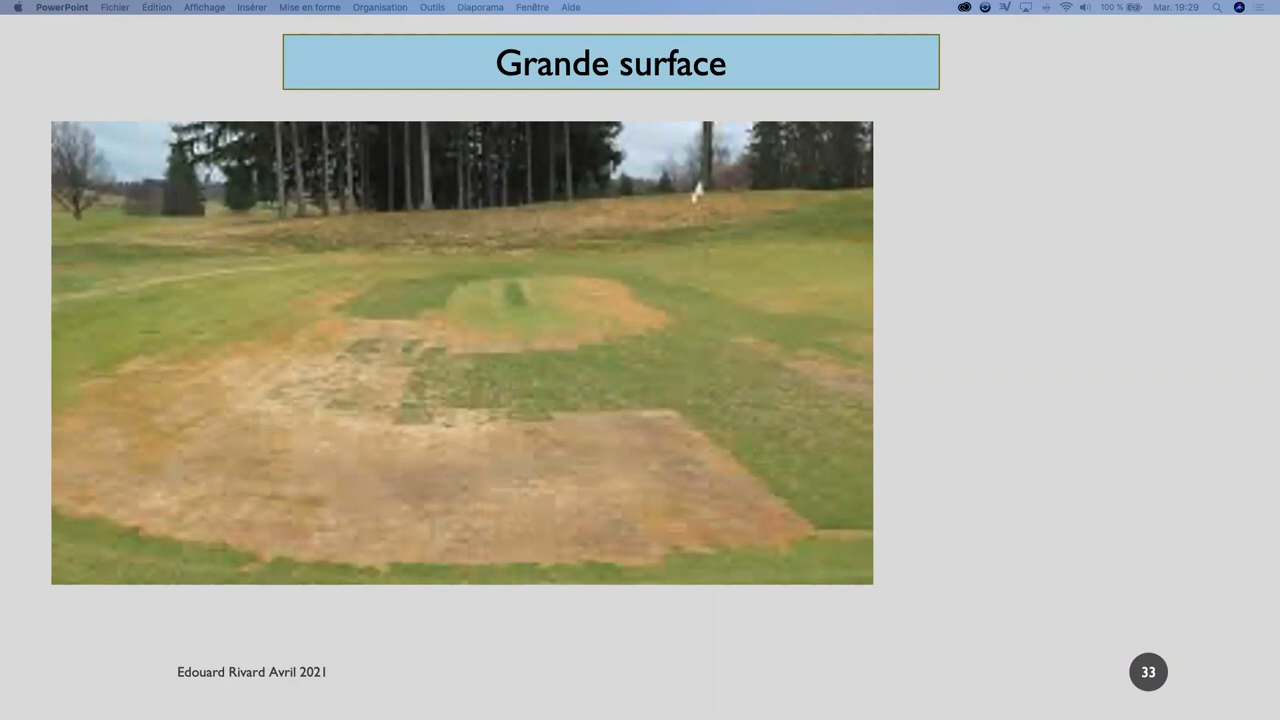 PowerPoint Fichier Édition Affichage Insérer Mise en forme Organisation Outils Diaporama Fenêtre Aide 100 % Mar. 19:29
Grande surface
Edouard Rivard Avril 2021
33